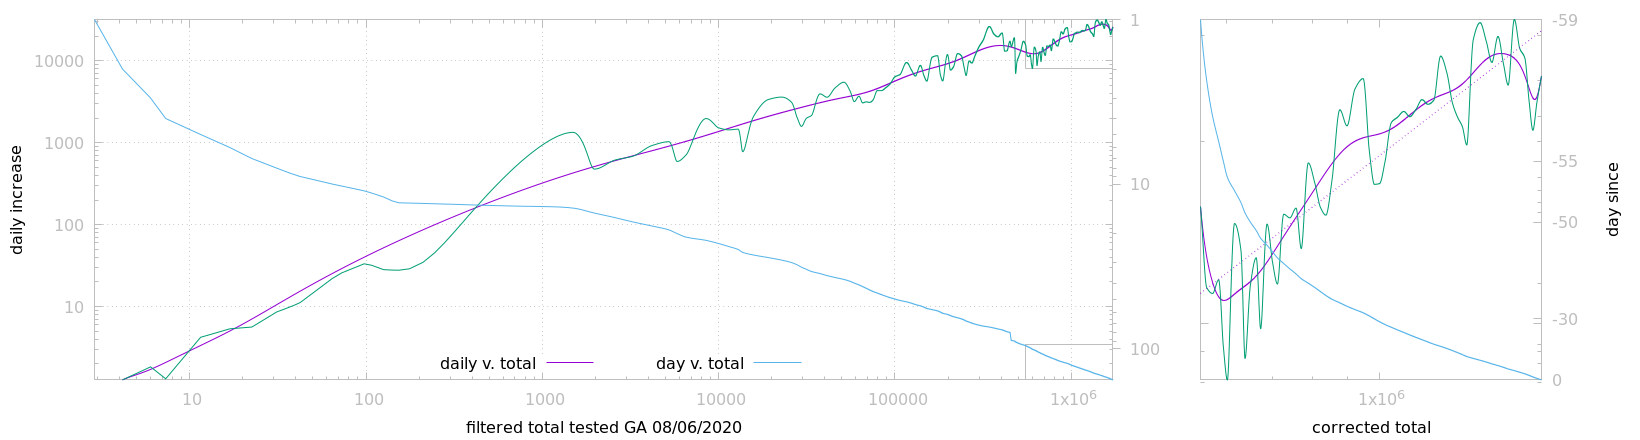 daily increase
10000
1000
100
10
10
100
1000
10000
100000
1x10^6
1
10
100
daily v. total
day v. total
filtered total tested GA 08/06/2020
-59
-55
-50
-30
0
day since
1x10^6
corrected total